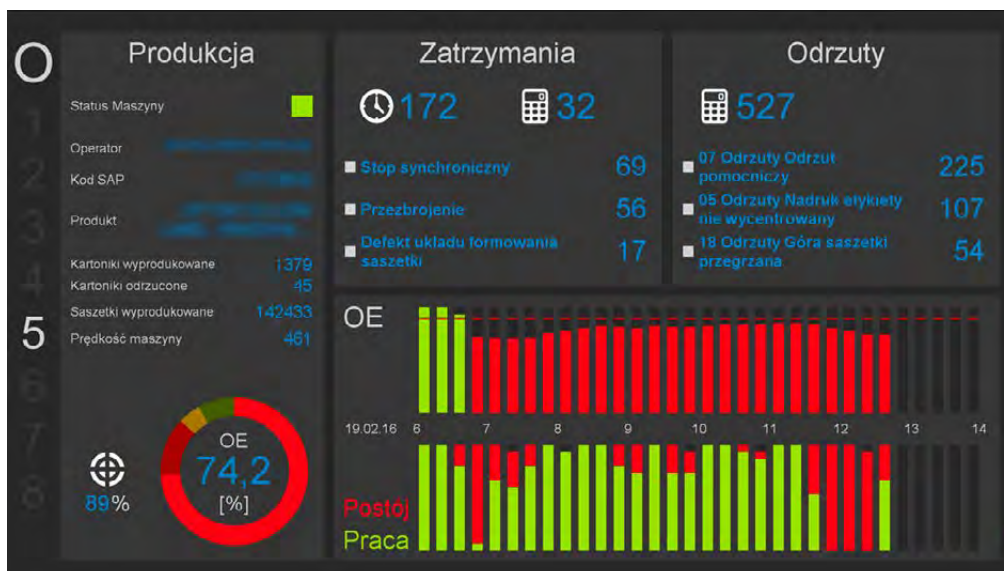 O
1
2
3
4
5
6
7
8
Produkcja
Status Maszyny
Operator
Kod SAP
Produkt
Kartoniki wyprodukowane 1379
Kartoniki odrzucone 45
Saszetki wyprodukowane 142433
Prędkość maszyny 461
89%
OE
74,2
[%]
Zatrzymania
172 32
Stop synchroniczny 69
Przezbrojenie 56
Defekt układu formowania
saszetki 17
Odrzuty
527
07 Odrzuty Odrzut
pomocniczy 225
05 Odrzuty Nadruk etykiety
nie wycentrowany 107
18 Odrzuty Góra saszetki
przegrzana 54
OE
19.02.16 6 7 8 9 10 11 12 13 14
Postój
Praca